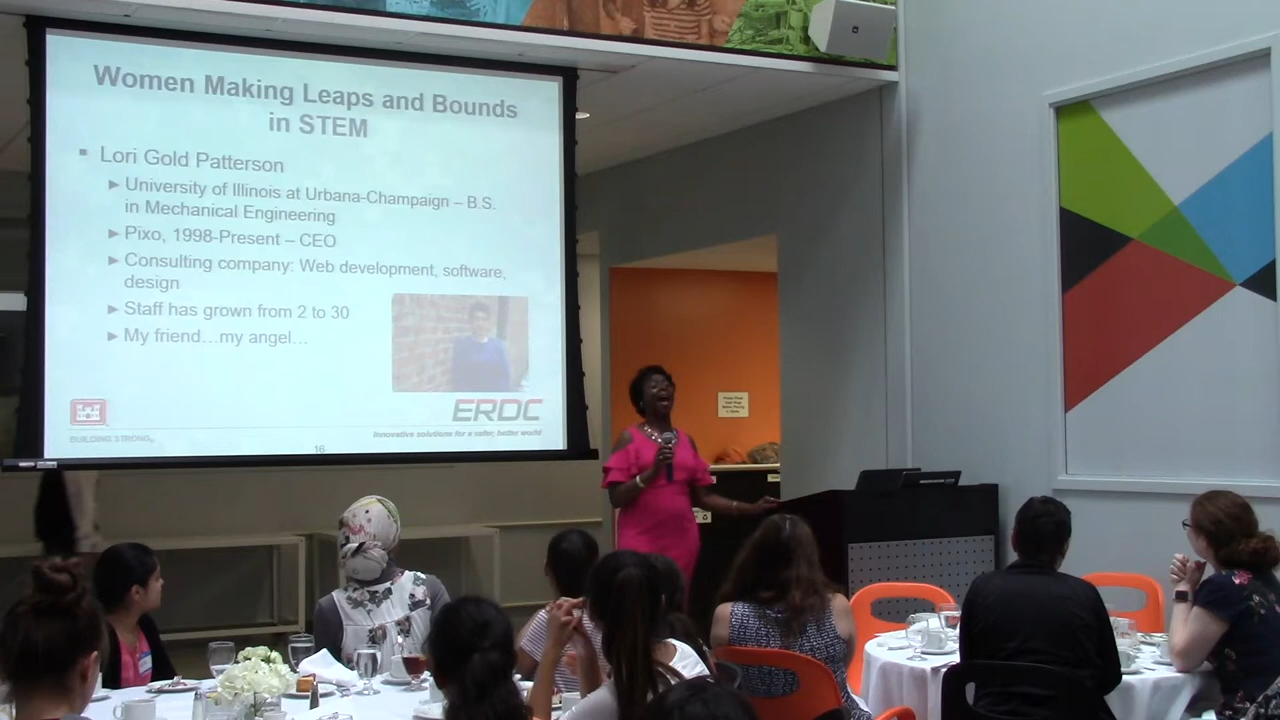 Women Making Leaps and Bounds
in STEM
▪ Lori Gold Patterson
► University of Illinois at Urbana-Champaign – B.S.
in Mechanical Engineering
► Pixo, 1998-Present – CEO
► Consulting company: Web development, software,
design
► Staff has grown from 2 to 30
► My friend…my angel…
ERDC
BUILDING STRONG®
Innovative solutions for a safer, better world
16